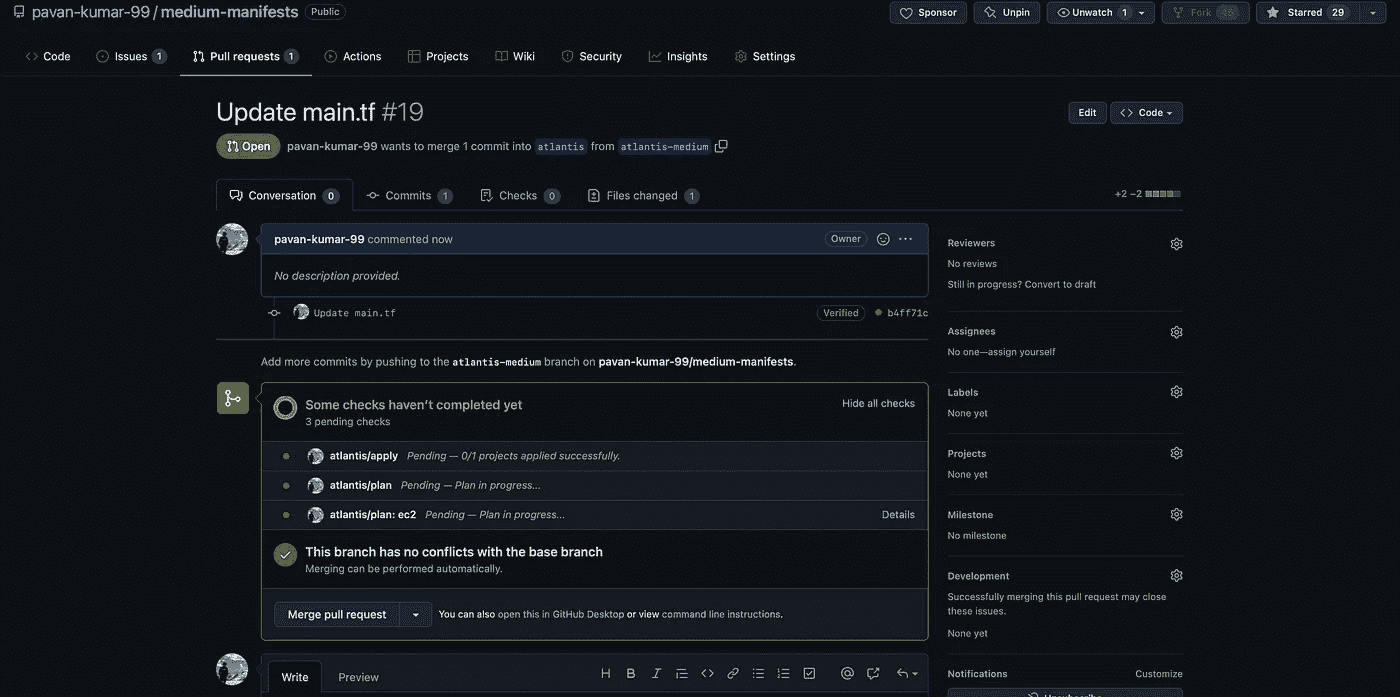 pavan-kumar-99 / medium-manifests Public
Sponsor Unpin Unwatch 1 Fork Starred 29
Code Issues 1 Pull requests 1 Actions Projects Wiki Security Insights Settings
Update main.tf #19
Edit Code
Open pavan-kumar-99 wants to merge 1 commit into atlantis from atlantis-medium
Conversation 0 Commits 1 Checks 0 Files changed 1 +2 −2
pavan-kumar-99 commented now Owner
No description provided.
Update main.tf Verified b4ff71c
Add more commits by pushing to the atlantis-medium branch on pavan-kumar-99/medium-manifests.
Some checks haven't completed yet Hide all checks
3 pending checks
atlantis/apply Pending — 0/1 projects applied successfully.
atlantis/plan Pending — Plan in progress...
atlantis/plan: ec2 Pending — Plan in progress... Details
This branch has no conflicts with the base branch
Merging can be performed automatically.
Merge pull request You can also open this in GitHub Desktop or view command line instructions.
Write Preview
Reviewers
No reviews
Still in progress? Convert to draft
Assignees
No one—assign yourself
Labels
None yet
Projects
None yet
Milestone
No milestone
Development
Successfully merging this pull request may close
these issues.
None yet
Notifications Customize